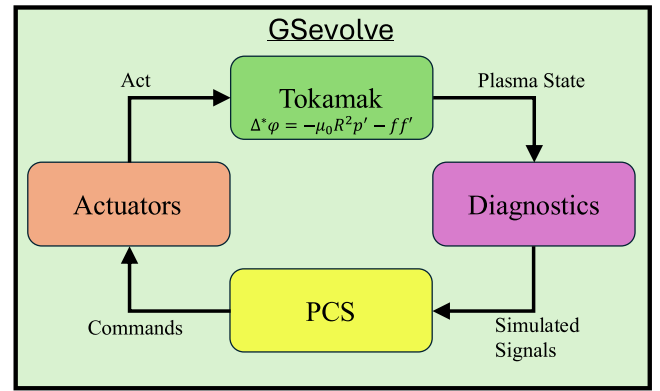 GSevolve
Act
Plasma State
Tokamak
Δ*φ = −μ₀R²p′ − ff′
Actuators
Diagnostics
PCS
Commands
Simulated
Signals